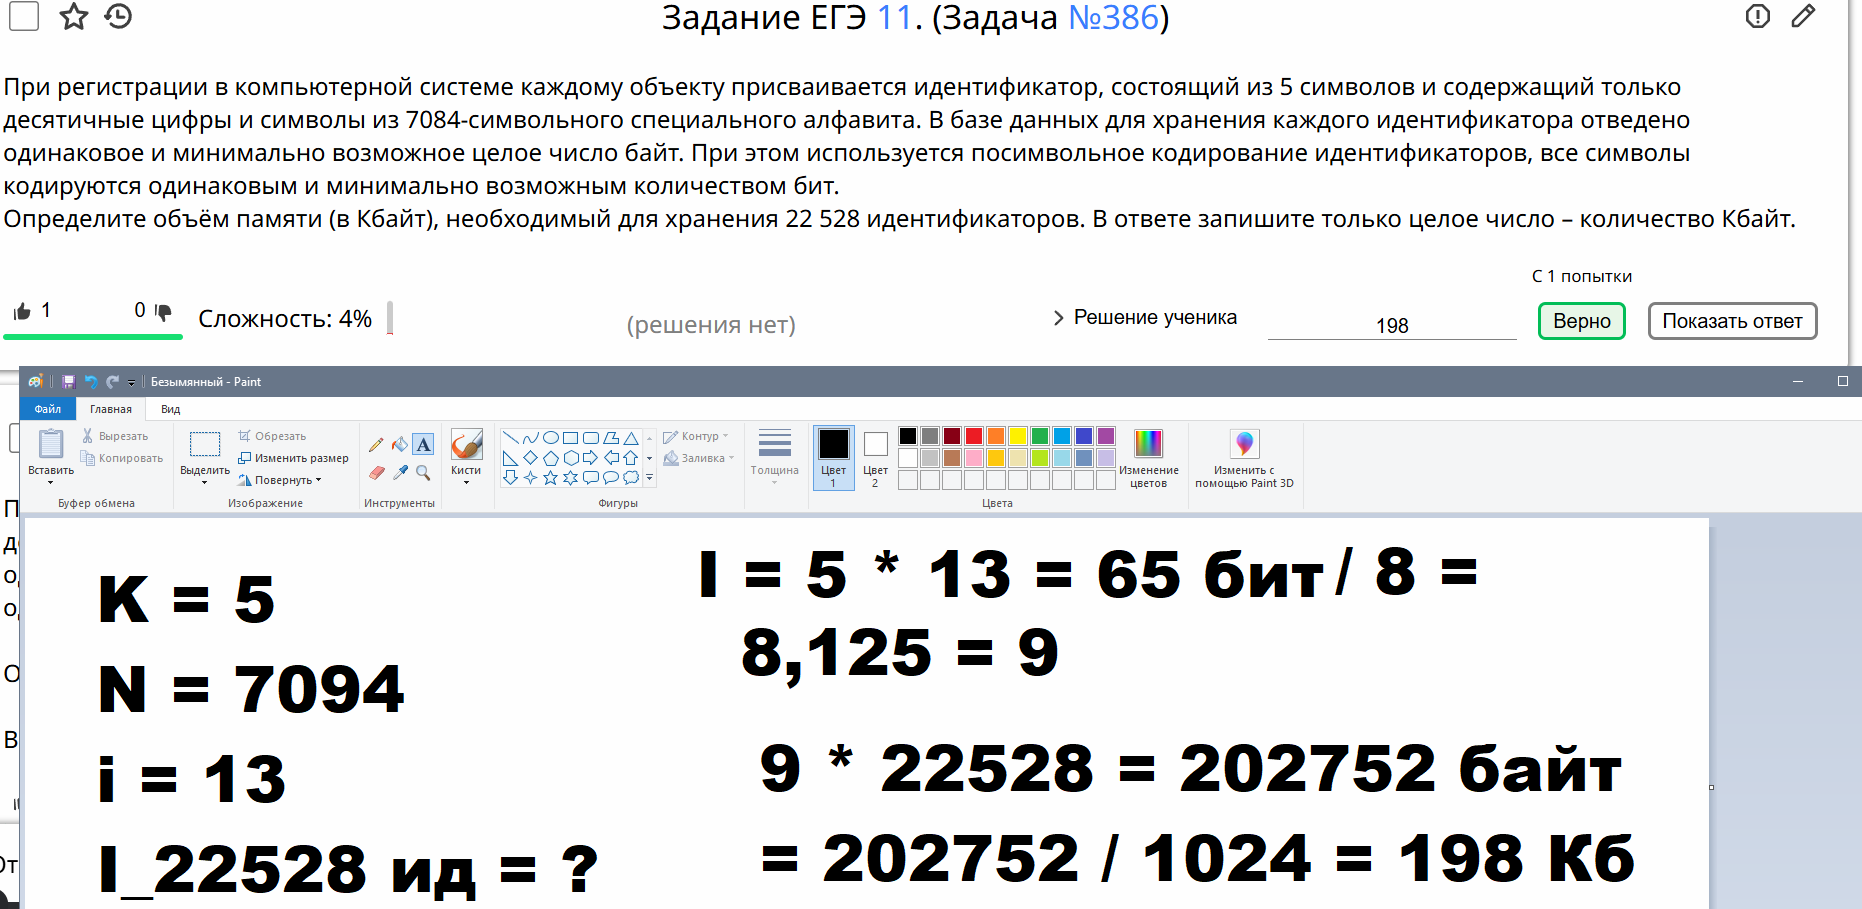 Задание ЕГЭ 11. (Задача №386)
При регистрации в компьютерной системе каждому объекту присваивается идентификатор, состоящий из 5 символов и содержащий только
десятичные цифры и символы из 7084-символьного специального алфавита. В базе данных для хранения каждого идентификатора отведено
одинаковое и минимально возможное целое число байт. При этом используется посимвольное кодирование идентификаторов, все символы
кодируются одинаковым и минимально возможным количеством бит.
Определите объём памяти (в Кбайт), необходимый для хранения 22 528 идентификаторов. В ответе запишите только целое число – количество Кбайт.
С 1 попытки
1 0 Сложность: 4% (решения нет) Решение ученика 198 Верно Показать ответ
Безымянный - Paint
Файл Главная Вид
Вставить
Вырезать
Копировать
Буфер обмена
Выделить
Обрезать
Изменить размер
Повернуть
Изображение
A
Инструменты
Кисти
Контур
Заливка
Фигуры
Толщина
Цвет
1
Цвет
2
Цвета
Изменение
цветов
Изменить с
помощью Paint 3D
П
О
В
K = 5
N = 7094
i = 13
I_22528 ид = ?
I = 5 * 13 = 65 бит / 8 =
8,125 = 9
9 * 22528 = 202752 байт
= 202752 / 1024 = 198 Кб